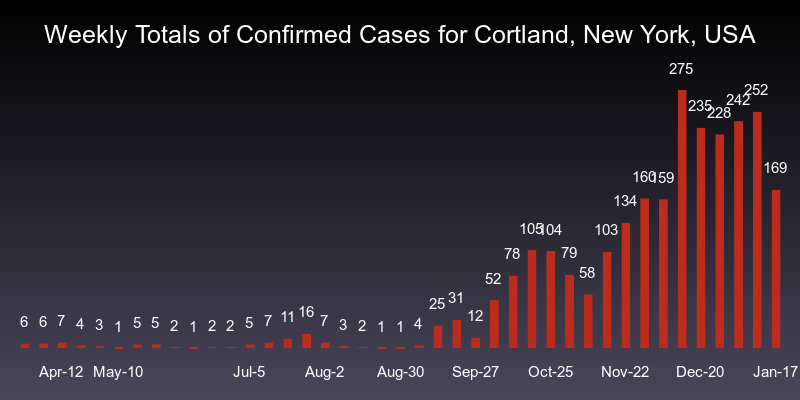 Weekly Totals of Confirmed Cases for Cortland, New York, USA
6 6 7 4 3 1 5 5 2 1 2 2 5 7 11 16 7 3 2 1 1 4 25 31 12 52 78 105 104 79 58 103 134 160 159 275 235 228 242 252 169
Apr-12 May-10 Jul-5 Aug-2 Aug-30 Sep-27 Oct-25 Nov-22 Dec-20 Jan-17